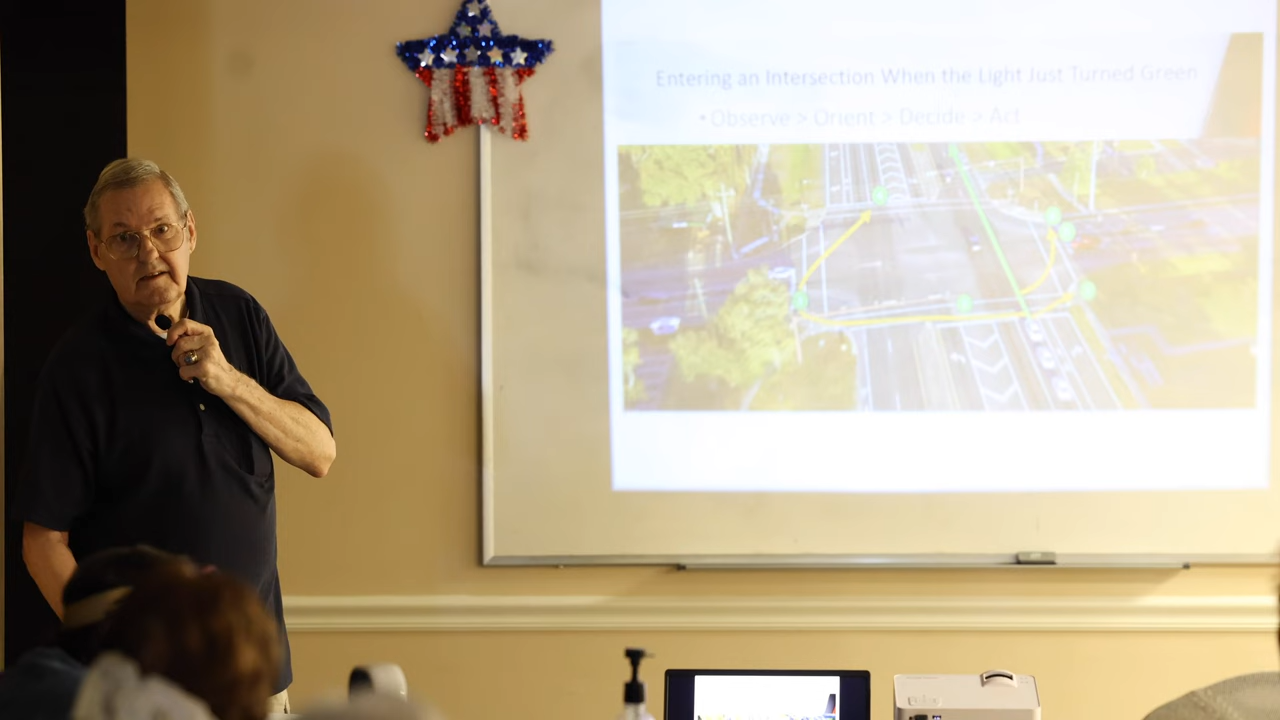 Entering an Intersection When the Light Just Turned Green
• Observe > Orient > Decide > Act